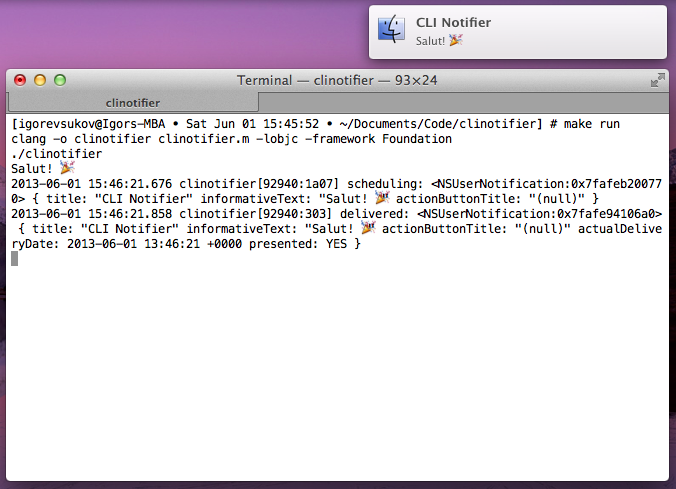 CLI Notifier
Salut! 🎉
Terminal — clinotifier — 93×24
clinotifier
[igorevsukov@Igors-MBA • Sat Jun 01 15:45:52 • ~/Documents/Code/clinotifier] # make run
clang -o clinotifier clinotifier.m -lobjc -framework Foundation
./clinotifier
Salut! 🎉
2013-06-01 15:46:21.676 clinotifier[92940:1a07] scheduling: <NSUserNotification:0x7fafeb20077
0> { title: "CLI Notifier" informativeText: "Salut! 🎉 actionButtonTitle: "(null)" }
2013-06-01 15:46:21.858 clinotifier[92940:303] delivered: <NSUserNotification:0x7fafe94106a0>
 { title: "CLI Notifier" informativeText: "Salut! 🎉 actionButtonTitle: "(null)" actualDelive
ryDate: 2013-06-01 13:46:21 +0000 presented: YES }